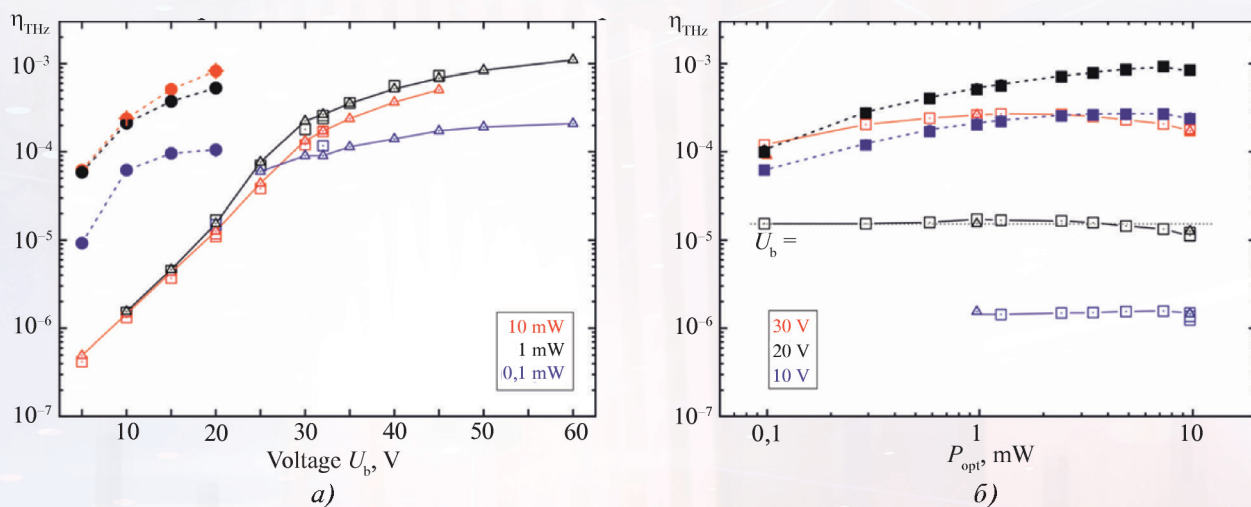 η_THz
10⁻³
10⁻⁴
10⁻⁵
10⁻⁶
10⁻⁷
10 20 30 40 50 60
Voltage U_b, V
а)
10 mW
1 mW
0,1 mW
η_THz
10⁻³
10⁻⁴
10⁻⁵
10⁻⁶
10⁻⁷
U_b =
30 V
20 V
10 V
0,1 1 10
P_opt, mW
б)